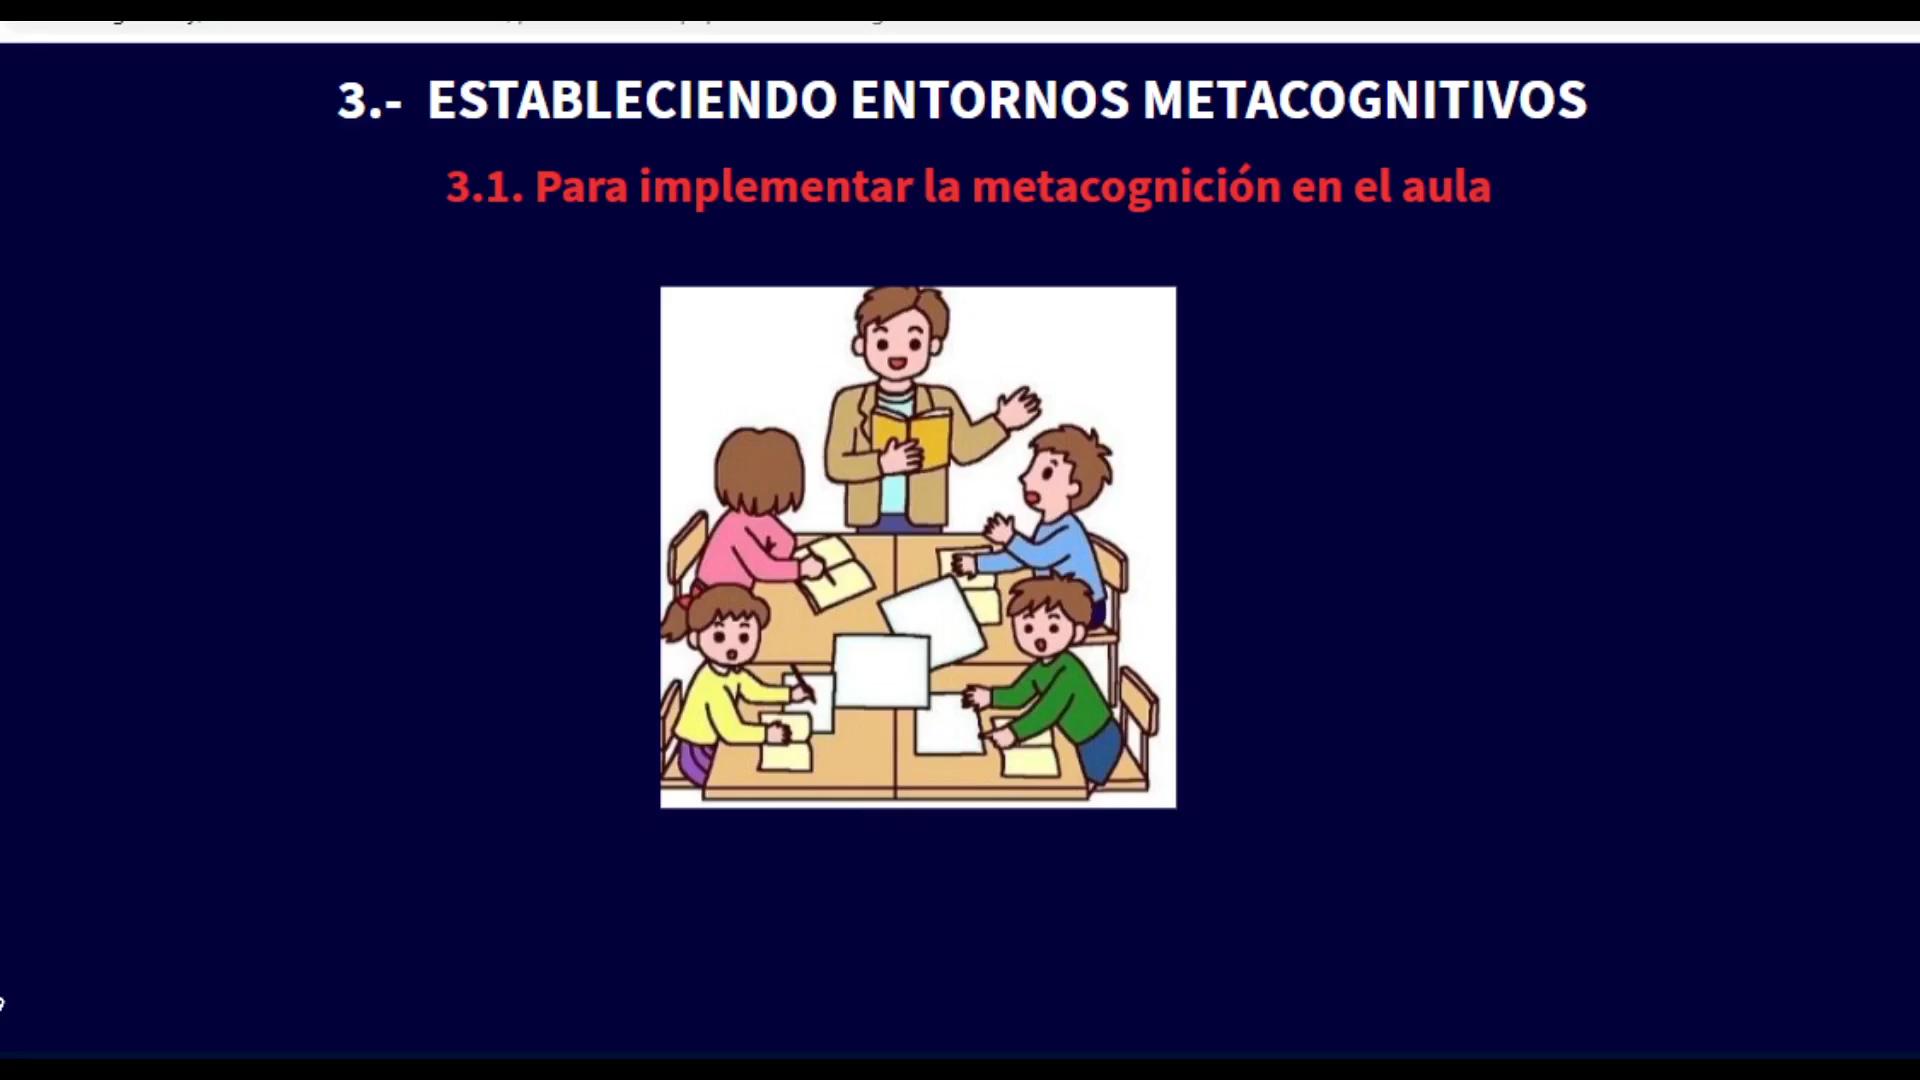 3.- ESTABLECIENDO ENTORNOS METACOGNITIVOS
3.1. Para implementar la metacognición en el aula